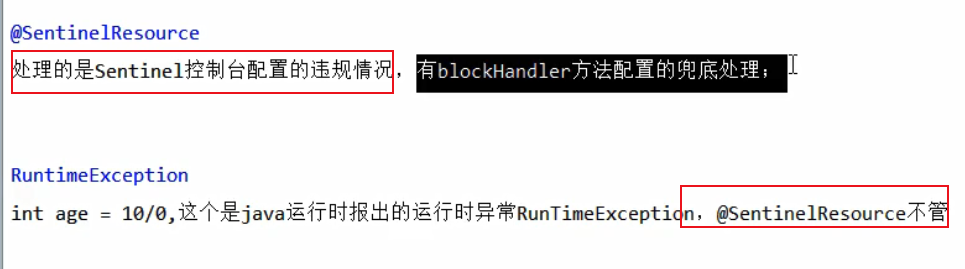 @SentinelResource
处理的是Sentinel控制台配置的违规情况，有blockHandler方法配置的兜底处理；
RuntimeException
int age = 10/0,这个是java运行时报出的运行时异常RunTimeException，@SentinelResource不管